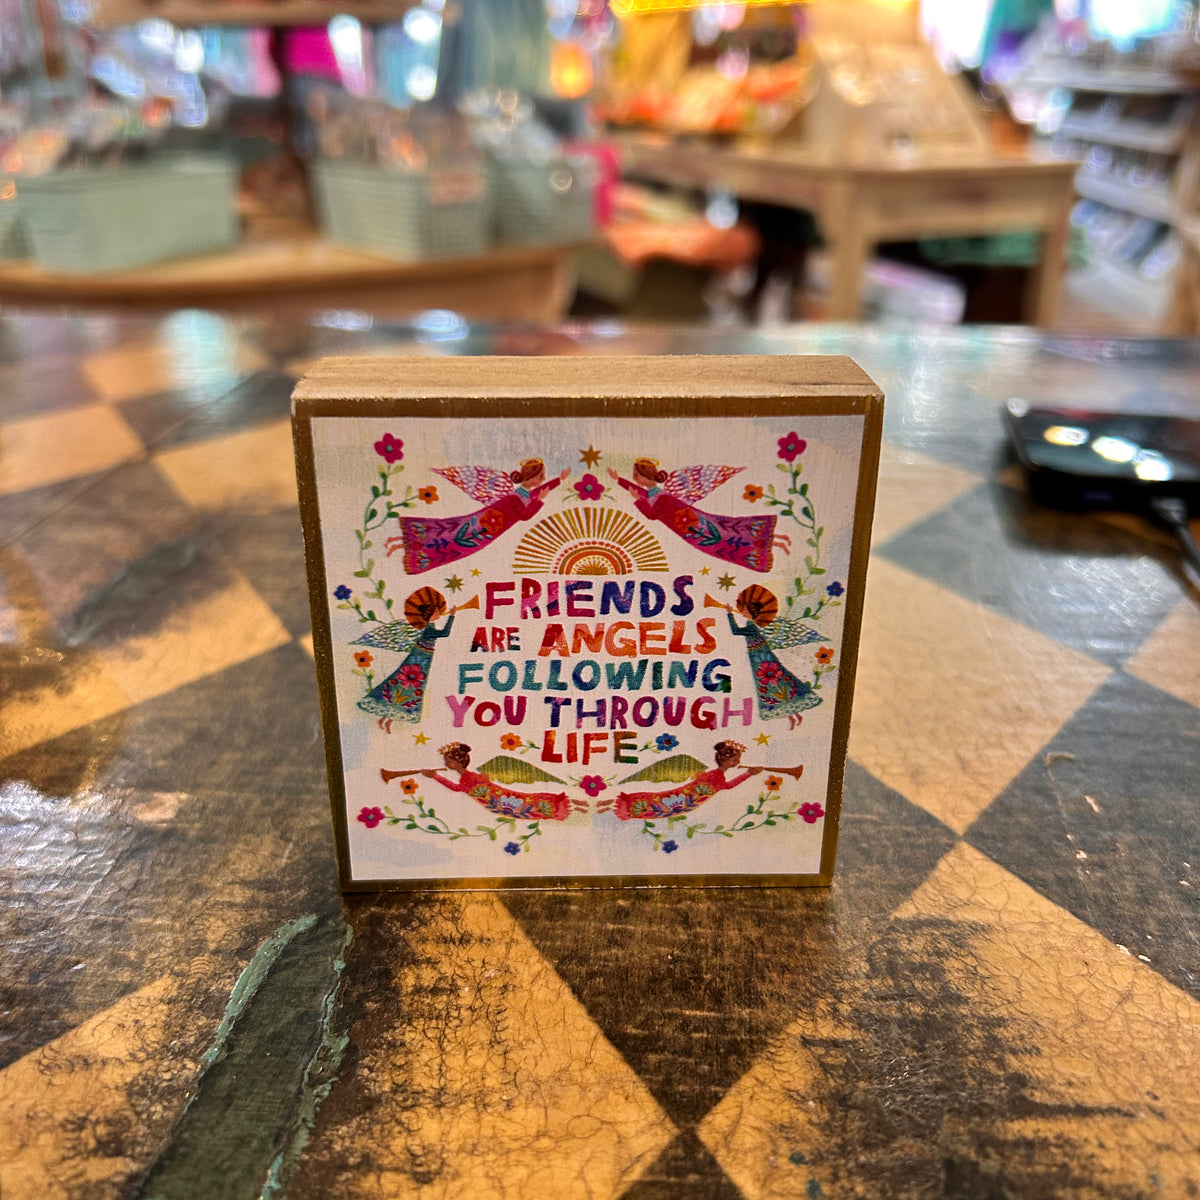 FRIENDS
ARE ANGELS
FOLLOWING
YOU THROUGH
LIFE